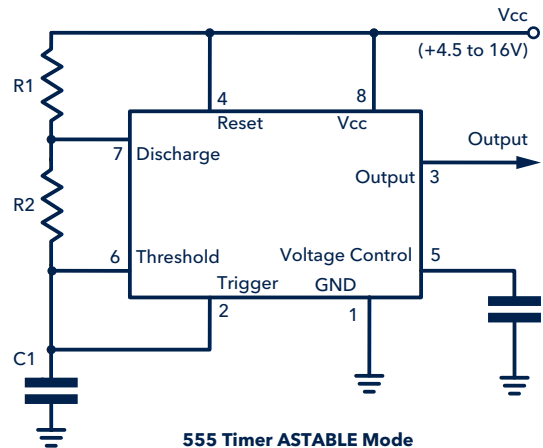 Vcc
(+4.5 to 16V)
R1
4
8
Reset
Vcc
Output
7
Discharge
Output
3
R2
6
Threshold
Voltage Control
5
Trigger
GND
2
1
C1
555 Timer ASTABLE Mode